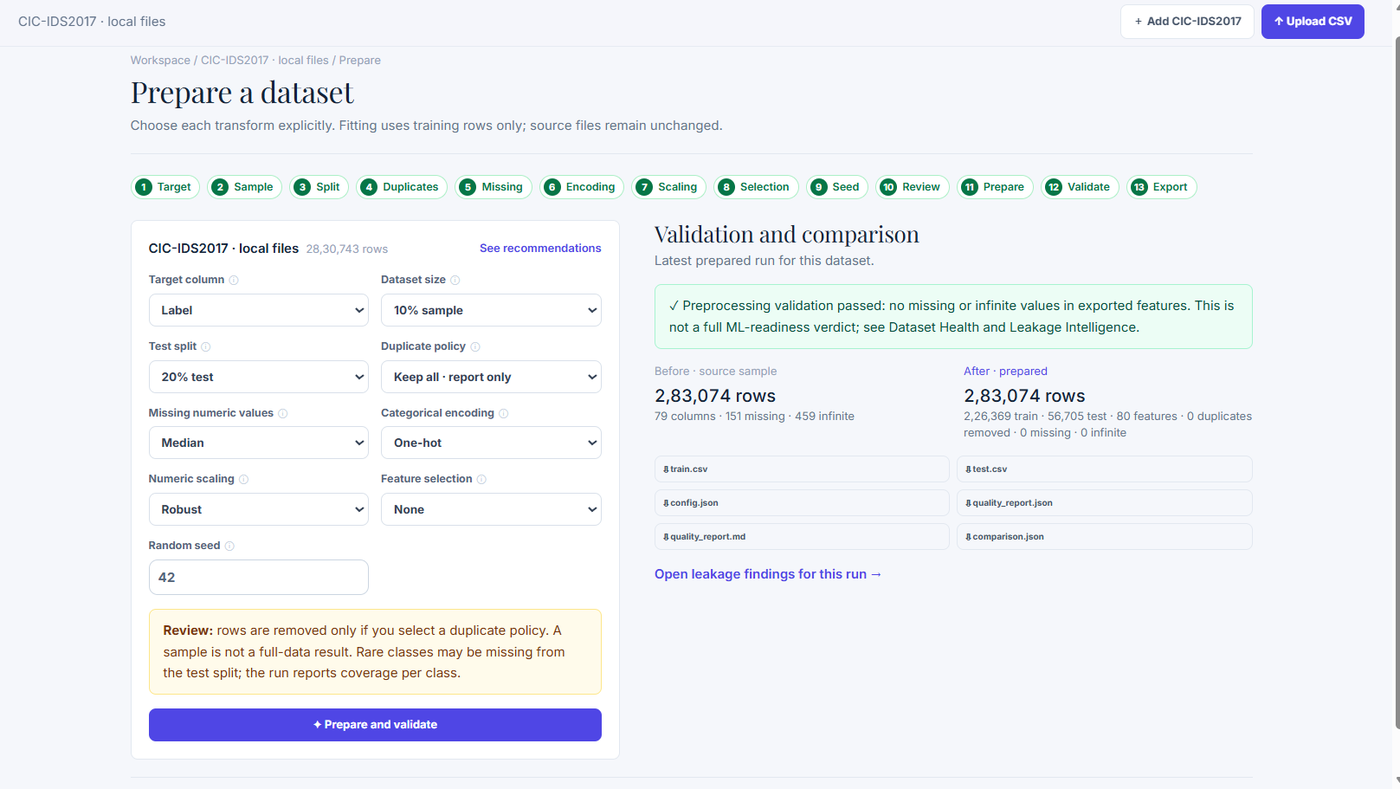 CIC-IDS2017 · local files
+ Add CIC-IDS2017
↑ Upload CSV
Workspace / CIC-IDS2017 · local files / Prepare
Prepare a dataset
Choose each transform explicitly. Fitting uses training rows only; source files remain unchanged.
1 Target 2 Sample 3 Split 4 Duplicates 5 Missing 6 Encoding 7 Scaling 8 Selection 9 Seed 10 Review 11 Prepare 12 Validate 13 Export
CIC-IDS2017 · local files 28,30,743 rows See recommendations
Target column Dataset size
Label 10% sample
Test split Duplicate policy
20% test Keep all · report only
Missing numeric values Categorical encoding
Median One-hot
Numeric scaling Feature selection
Robust None
Random seed
42
Review: rows are removed only if you select a duplicate policy. A
sample is not a full-data result. Rare classes may be missing from
the test split; the run reports coverage per class.
✦ Prepare and validate
Validation and comparison
Latest prepared run for this dataset.
✓ Preprocessing validation passed: no missing or infinite values in exported features. This is
not a full ML-readiness verdict; see Dataset Health and Leakage Intelligence.
Before · source sample
2,83,074 rows
79 columns · 151 missing · 459 infinite
After · prepared
2,83,074 rows
2,26,369 train · 56,705 test · 80 features · 0 duplicates
removed · 0 missing · 0 infinite
⇩ train.csv ⇩ test.csv
⇩ config.json ⇩ quality_report.json
⇩ quality_report.md ⇩ comparison.json
Open leakage findings for this run →